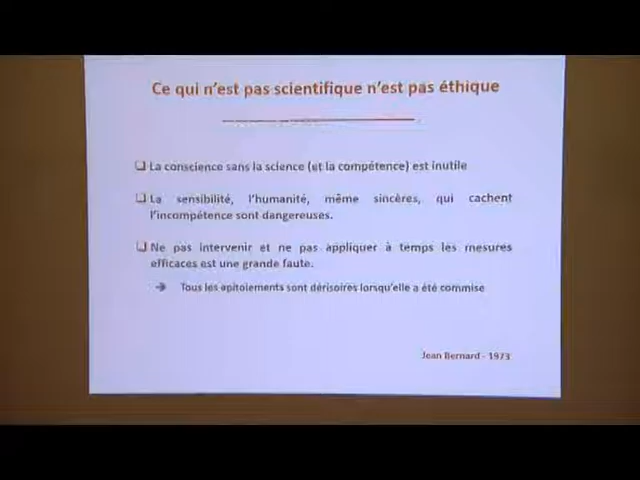 Ce qui n'est pas scientifique n'est pas éthique
La conscience sans la science (et la compétence) est inutile
La sensibilité, l'humanité, même sincères, qui cachent
l'incompétence sont dangereuses.
Ne pas intervenir et ne pas appliquer à temps les mesures
efficaces est une grande faute.
→ Tous les apitoiements sont dérisoires lorsqu'elle a été commise
Jean Bernard - 1973